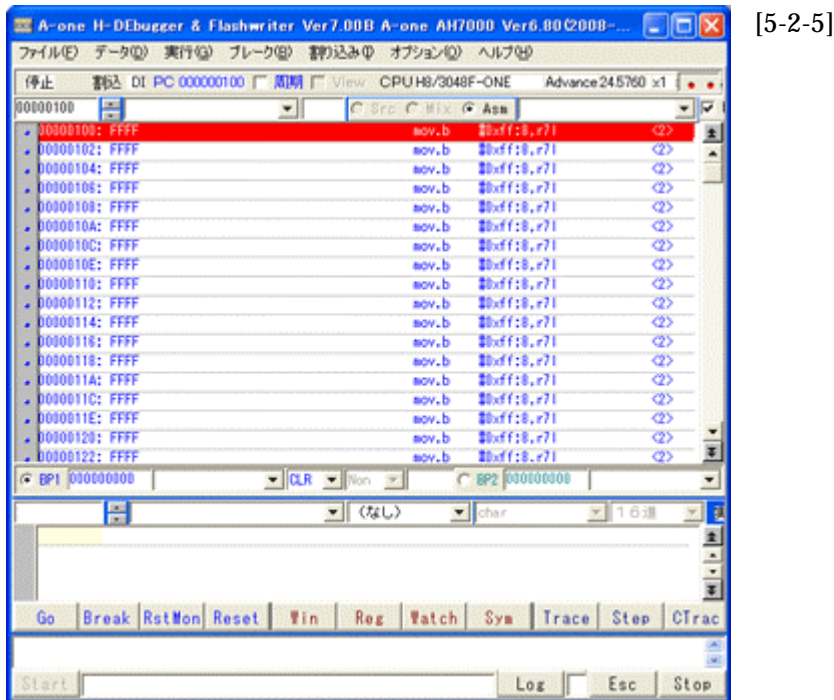 A-one H-DEbugger & Flashwriter Ver7.00B A-one AH7000 Ver6.80(2008-...
[5-2-5]
ファイル(F) データ(D) 実行(G) ブレーク(B) 割り込み(I) オプション(O) ヘルプ(H)
停止 割込 DI PC 000000100 周期 View CPU H8/3048F-ONE Advance 24.5760 x1
00000100 Src Mix Asm
00000100: FFFF mov.b #0xff:8,r7l <2>
00000102: FFFF mov.b #0xff:8,r7l <2>
00000104: FFFF mov.b #0xff:8,r7l <2>
00000106: FFFF mov.b #0xff:8,r7l <2>
00000108: FFFF mov.b #0xff:8,r7l <2>
0000010A: FFFF mov.b #0xff:8,r7l <2>
0000010C: FFFF mov.b #0xff:8,r7l <2>
0000010E: FFFF mov.b #0xff:8,r7l <2>
00000110: FFFF mov.b #0xff:8,r7l <2>
00000112: FFFF mov.b #0xff:8,r7l <2>
00000114: FFFF mov.b #0xff:8,r7l <2>
00000116: FFFF mov.b #0xff:8,r7l <2>
00000118: FFFF mov.b #0xff:8,r7l <2>
0000011A: FFFF mov.b #0xff:8,r7l <2>
0000011C: FFFF mov.b #0xff:8,r7l <2>
0000011E: FFFF mov.b #0xff:8,r7l <2>
00000120: FFFF mov.b #0xff:8,r7l <2>
00000122: FFFF mov.b #0xff:8,r7l <2>
BP1 000000000 CLR Non BP2 000000000
(なし) char 16進
Go Break RstMon Reset Win Reg Watch Sym Trace Step CTrac
Start Log Esc Stop